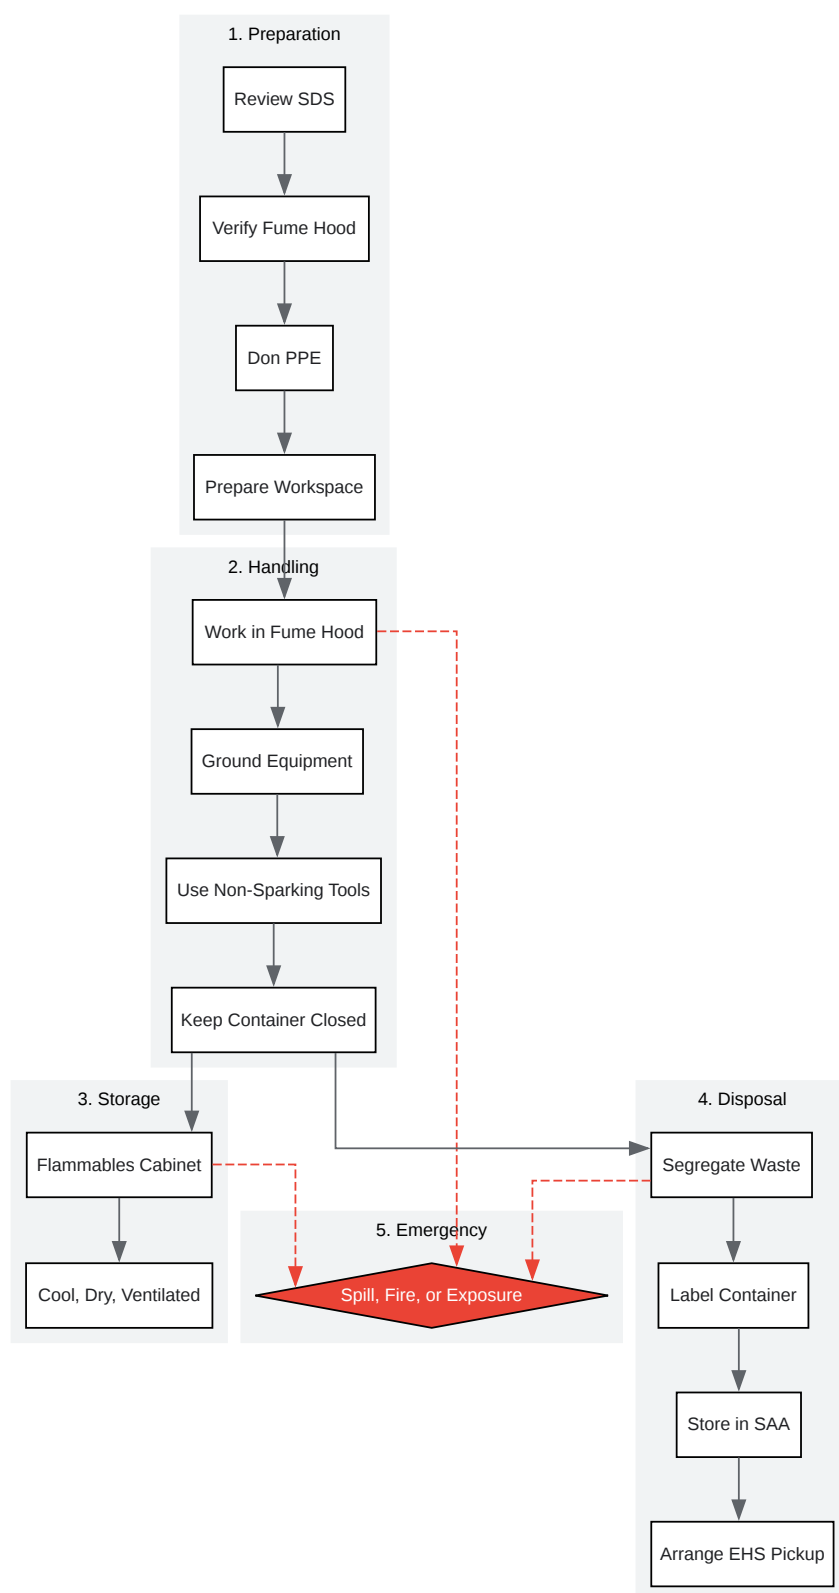 1. Preparation
Review SDS
Verify Fume Hood
Don PPE
Prepare Workspace
2. Handling
Work in Fume Hood
Ground Equipment
Use Non-Sparking Tools
Keep Container Closed
3. Storage
Flammables Cabinet
Cool, Dry, Ventilated
4. Disposal
Segregate Waste
Label Container
Store in SAA
Arrange EHS Pickup
5. Emergency
Spill, Fire, or Exposure